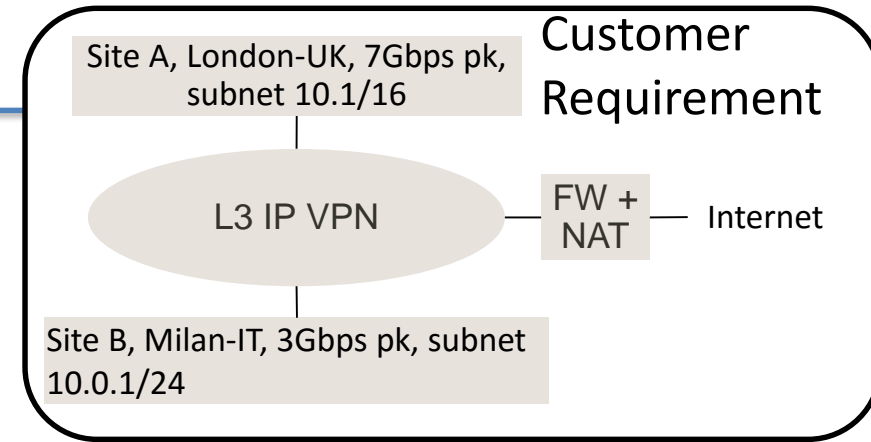 Customer
Requirement
Site A, London-UK, 7Gbps pk,
subnet 10.1/16
L3 IP VPN
FW +
NAT
Internet
Site B, Milan-IT, 3Gbps pk, subnet
10.0.1/24